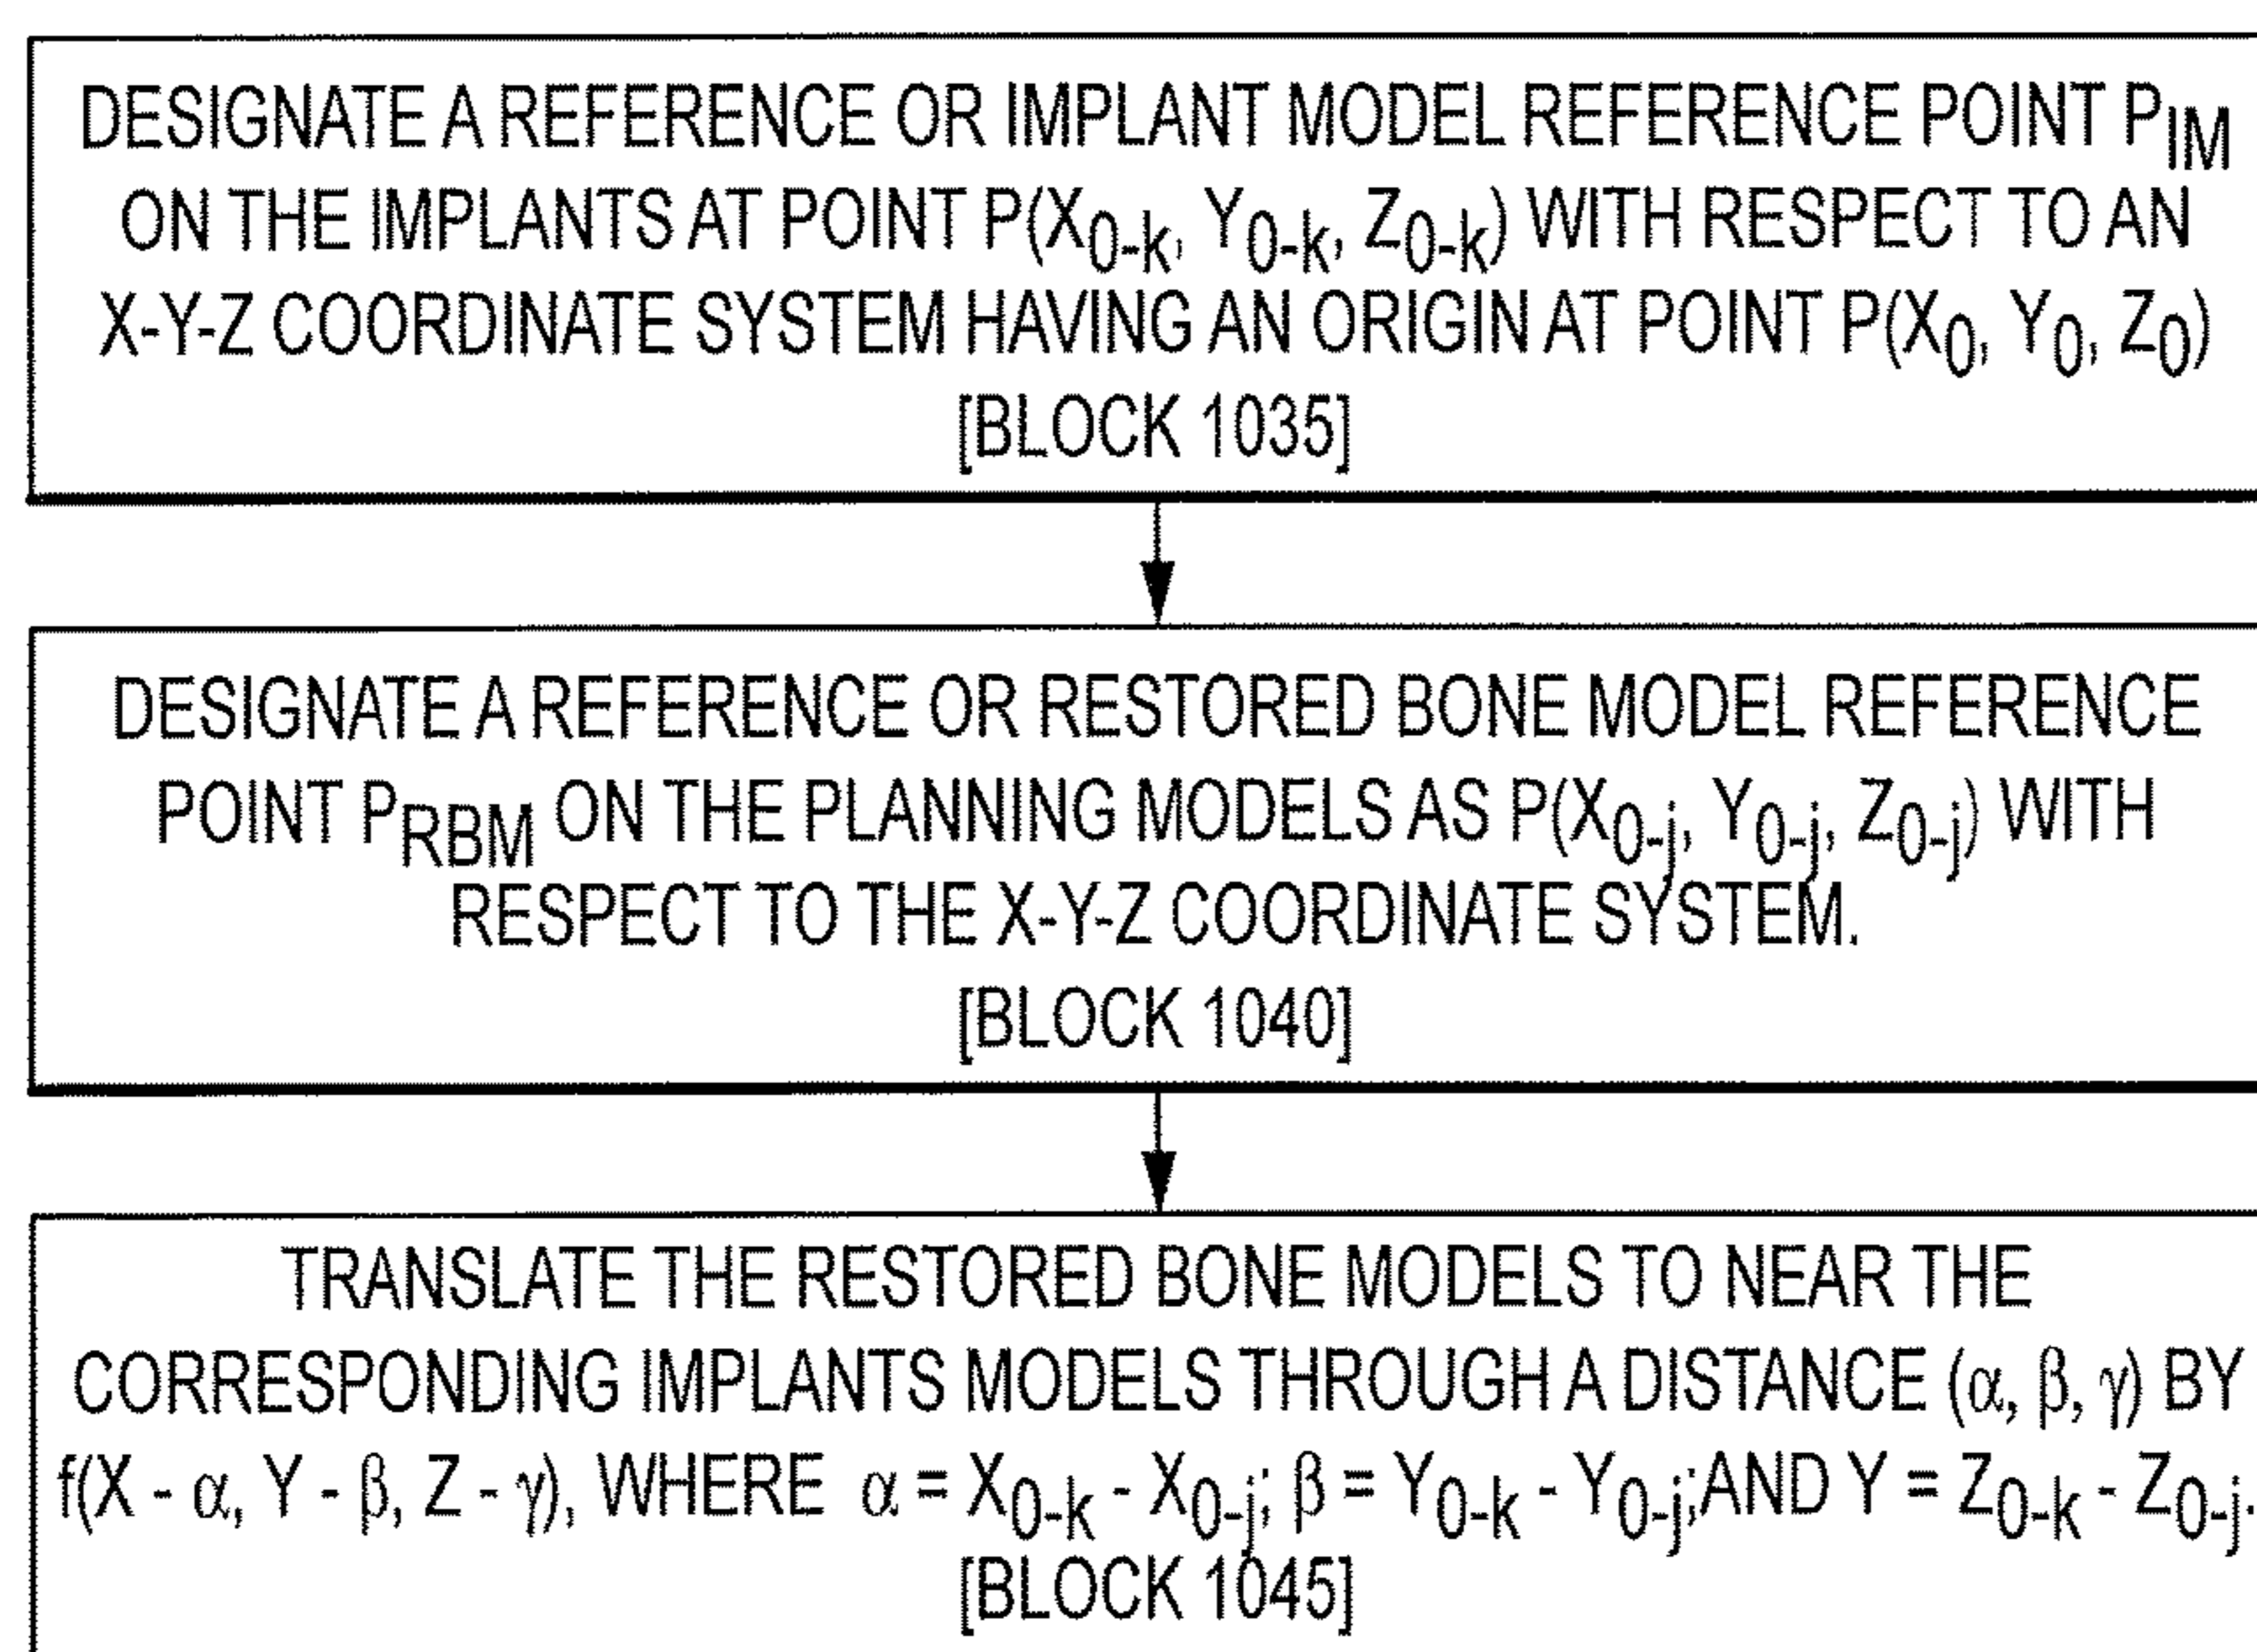 DESIGNATE A REFERENCE OR IMPLANT MODEL REFERENCE POINT P_IM
ON THE IMPLANTS AT POINT P(X_0-k, Y_0-k, Z_0-k) WITH RESPECT TO AN
X-Y-Z COORDINATE SYSTEM HAVING AN ORIGIN AT POINT P(X_0, Y_0, Z_0)
[BLOCK 1035]
DESIGNATE A REFERENCE OR RESTORED BONE MODEL REFERENCE
POINT P_RBM ON THE PLANNING MODELS AS P(X_0-j, Y_0-j, Z_0-j) WITH
RESPECT TO THE X-Y-Z COORDINATE SYSTEM.
[BLOCK 1040]
TRANSLATE THE RESTORED BONE MODELS TO NEAR THE
CORRESPONDING IMPLANTS MODELS THROUGH A DISTANCE (α, β, γ) BY
f(X - α, Y - β, Z - γ), WHERE α = X_0-k - X_0-j; β = Y_0-k - Y_0-j;AND Y = Z_0-k - Z_0-j.
[BLOCK 1045]